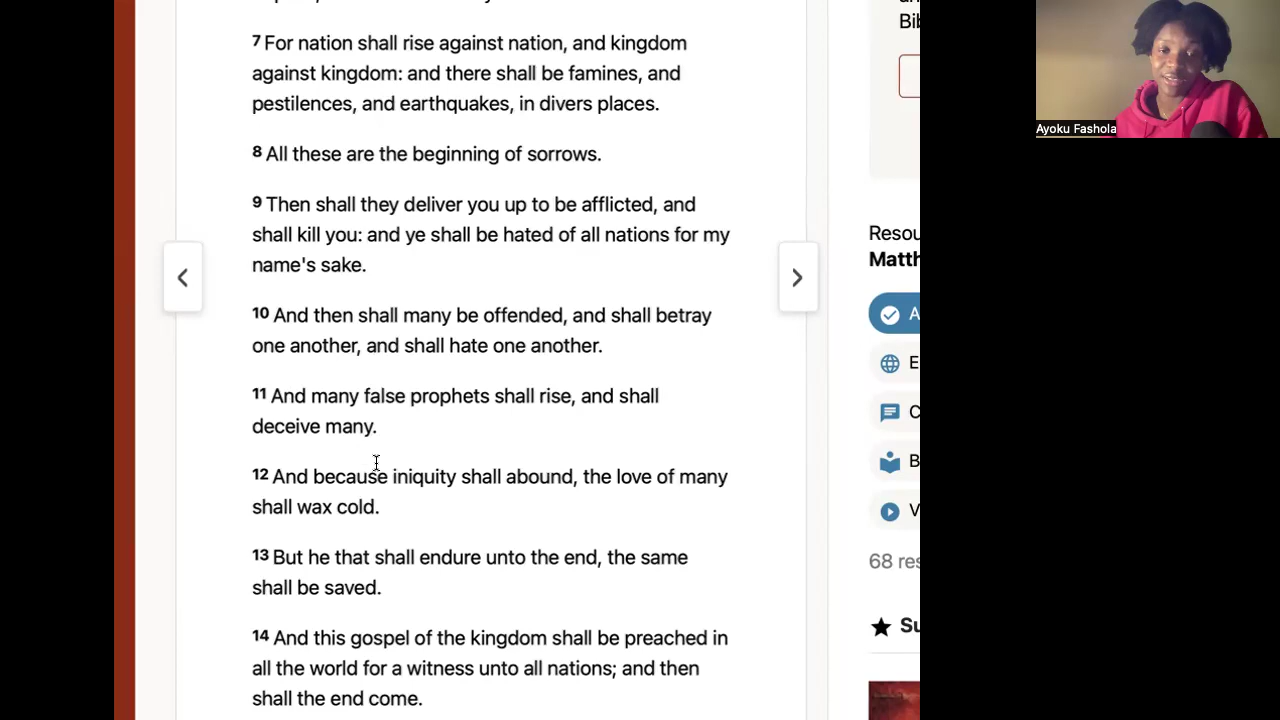 7 For nation shall rise against nation, and kingdom
against kingdom: and there shall be famines, and
pestilences, and earthquakes, in divers places.
8 All these are the beginning of sorrows.
9 Then shall they deliver you up to be afflicted, and
shall kill you: and ye shall be hated of all nations for my
name's sake.
10 And then shall many be offended, and shall betray
one another, and shall hate one another.
11 And many false prophets shall rise, and shall
deceive many.
12 And because iniquity shall abound, the love of many
shall wax cold.
13 But he that shall endure unto the end, the same
shall be saved.
14 And this gospel of the kingdom shall be preached in
all the world for a witness unto all nations; and then
shall the end come.
Bib
Resou
Matth
A
E
C
B
V
68 res
Su
Ayoku Fashola